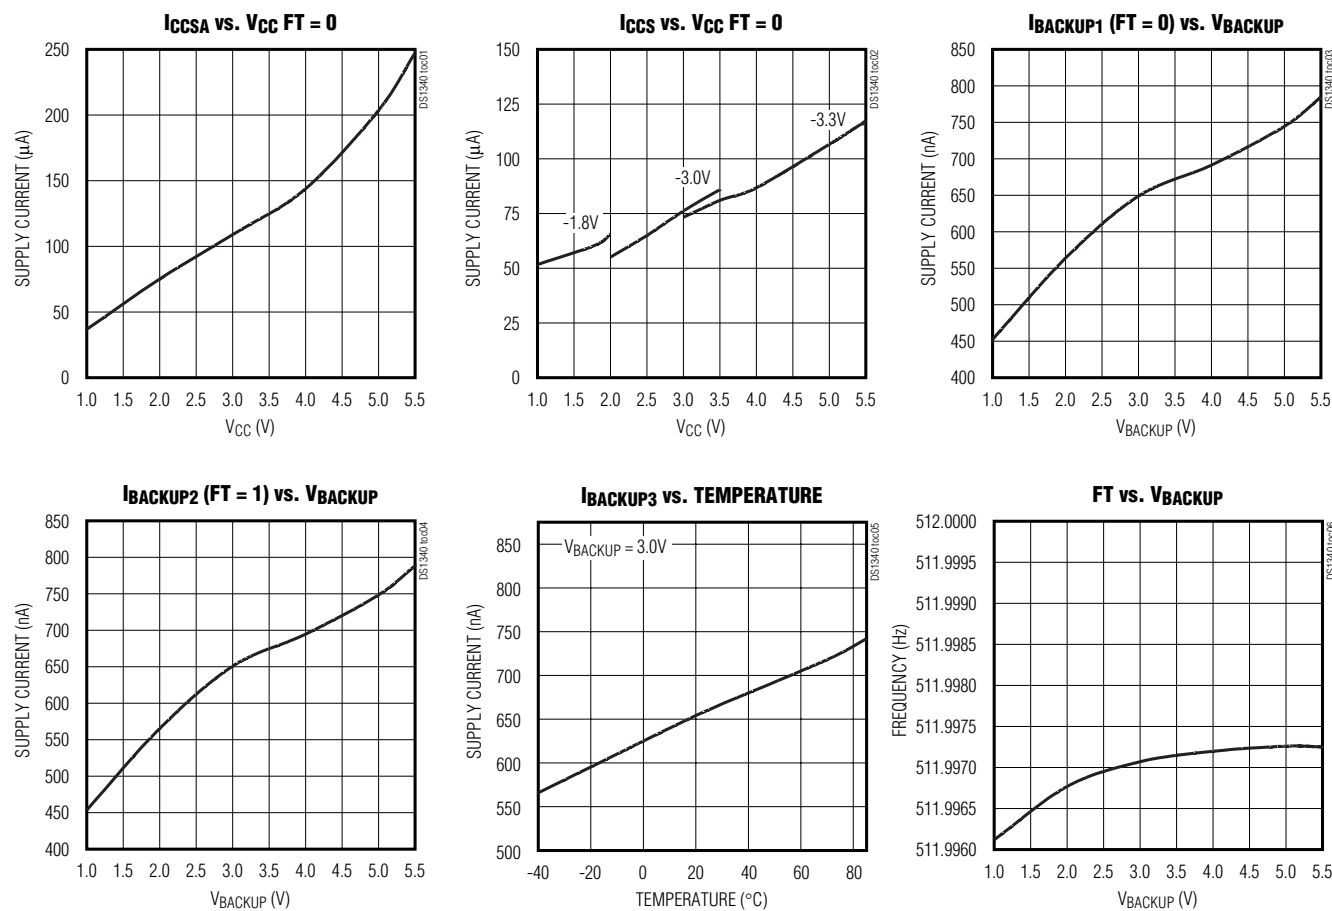 ICCSA vs. VCC FT = 0
250
200
150
100
50
0
SUPPLY CURRENT (μA)
1.0 1.5 2.0 2.5 3.0 3.5 4.0 4.5 5.0 5.5
VCC (V)
DS1340 toc01
ICCS vs. VCC FT = 0
150
125
100
75
50
25
0
SUPPLY CURRENT (μA)
-1.8V
-3.0V
-3.3V
1.0 1.5 2.0 2.5 3.0 3.5 4.0 4.5 5.0 5.5
VCC (V)
DS1340 toc02
IBACKUP1 (FT = 0) vs. VBACKUP
850
800
750
700
650
600
550
500
450
400
SUPPLY CURRENT (nA)
1.0 1.5 2.0 2.5 3.0 3.5 4.0 4.5 5.0 5.5
VBACKUP (V)
DS1340 toc03
IBACKUP2 (FT = 1) vs. VBACKUP
850
800
750
700
650
600
550
500
450
400
SUPPLY CURRENT (nA)
1.0 1.5 2.0 2.5 3.0 3.5 4.0 4.5 5.0 5.5
VBACKUP (V)
DS1340 toc04
IBACKUP3 vs. TEMPERATURE
850
800
750
700
650
600
550
500
SUPPLY CURRENT (nA)
VBACKUP = 3.0V
-40 -20 0 20 40 60 80
TEMPERATURE (°C)
DS1340 toc05
FT vs. VBACKUP
512.0000
511.9995
511.9990
511.9985
511.9980
511.9975
511.9970
511.9965
511.9960
FREQUENCY (Hz)
1.0 1.5 2.0 2.5 3.0 3.5 4.0 4.5 5.0 5.5
VBACKUP (V)
DS1340 toc06